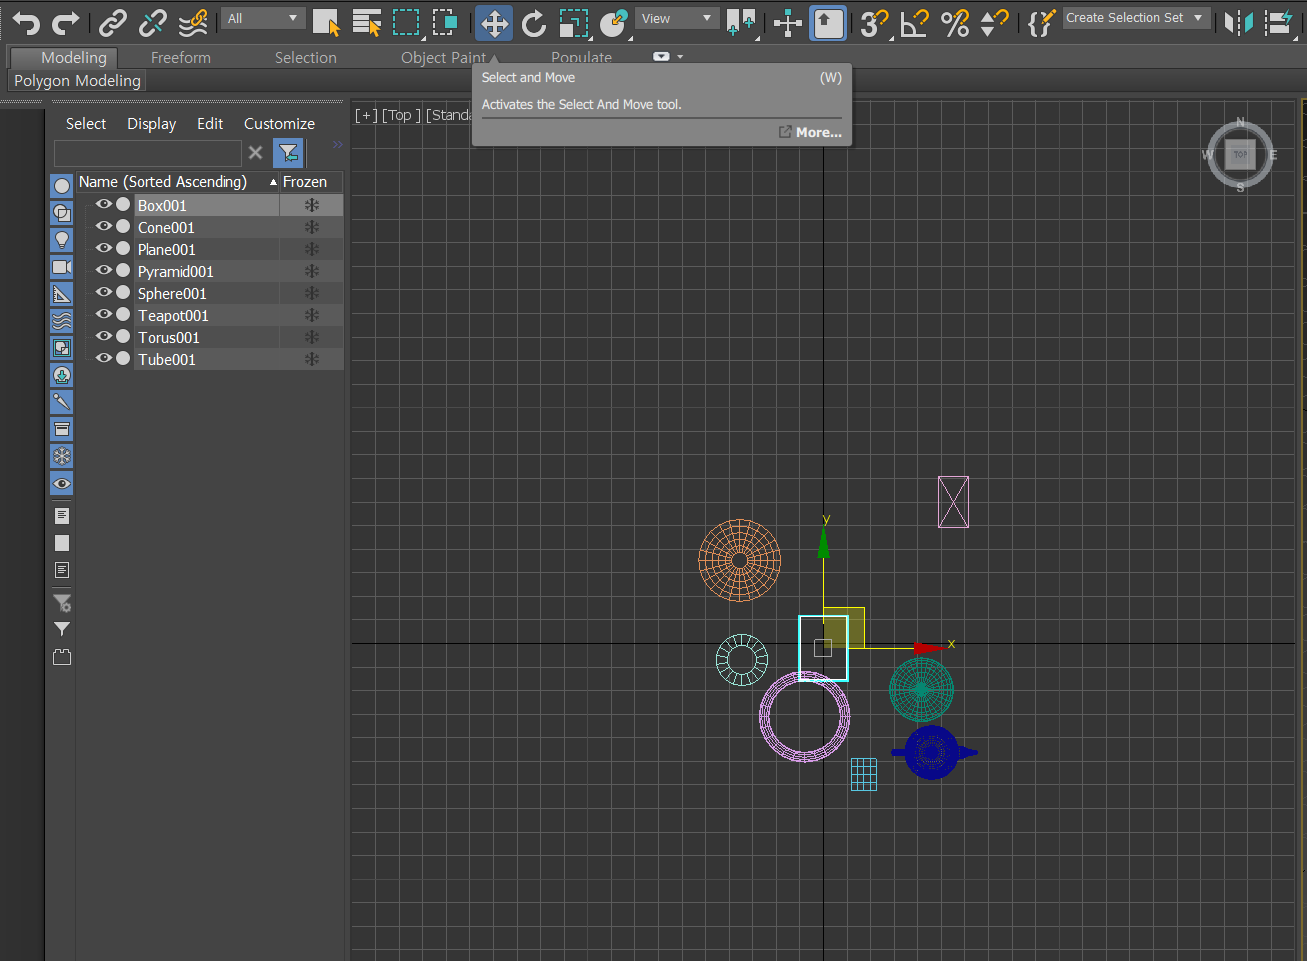 All
View
3
Create Selection Set
Modeling
Freeform
Selection
Object Paint
Populate
Polygon Modeling
Select and Move (W)
Activates the Select And Move tool.
More...
Select Display Edit Customize
[+] [Top ] [Standa
N
W TOP E
S
Name (Sorted Ascending) Frozen
Box001
Cone001
Plane001
Pyramid001
Sphere001
Teapot001
Torus001
Tube001
y
x